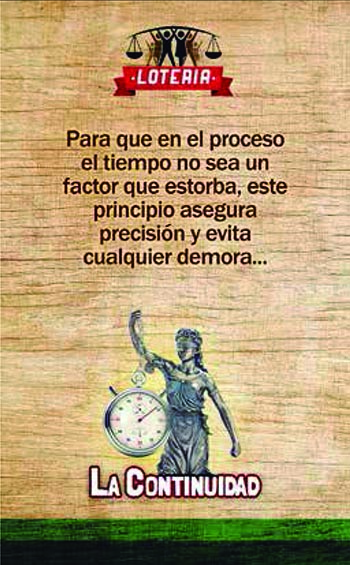 LOTERIA
Para que en el proceso
el tiempo no sea un
factor que estorba, este
principio asegura
precisión y evita
cualquier demora...
LA CONTINUIDAD